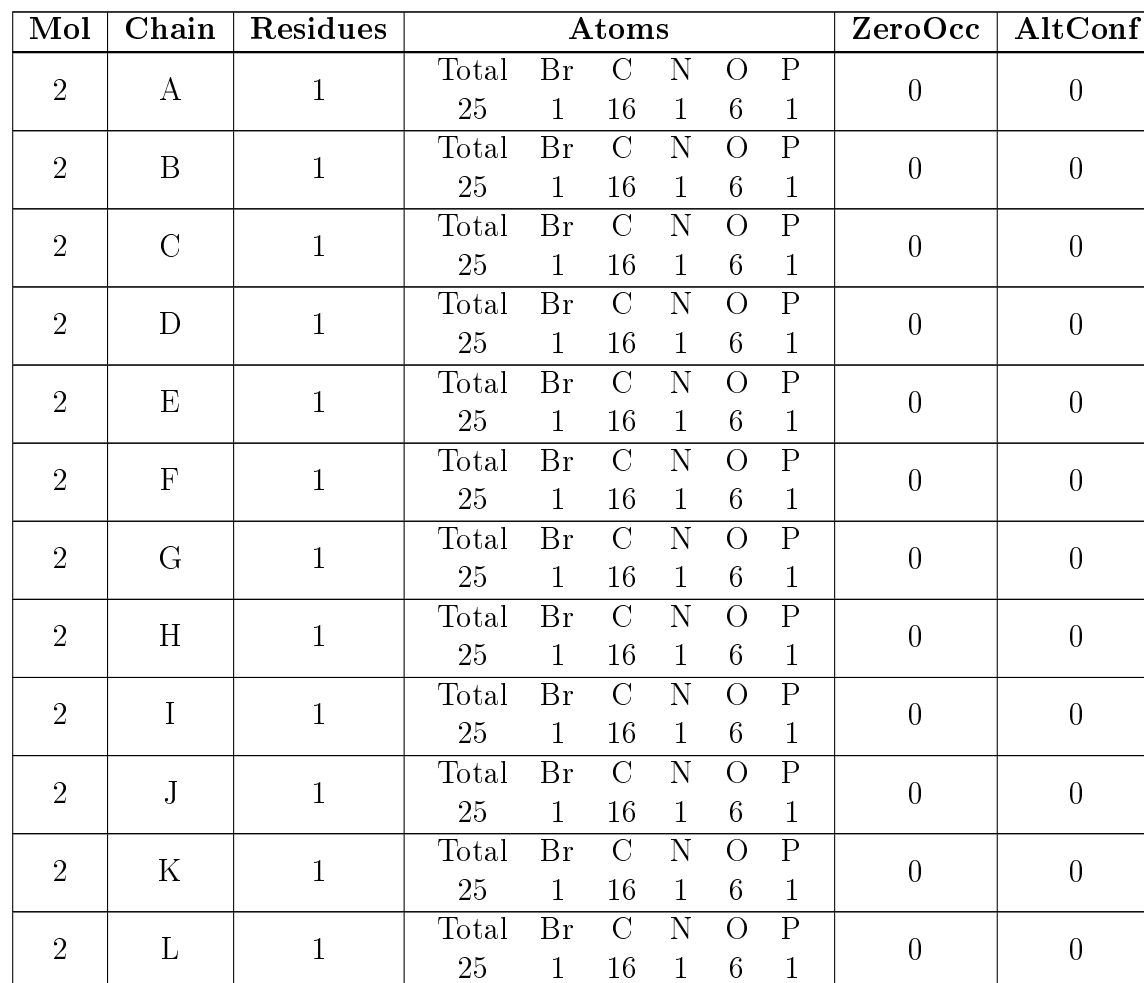 Mol Chain Residues Atoms ZeroOcc AltConf
2 A 1 Total Br C N O P 0 0
25 1 16 1 6 1
2 B 1 Total Br C N O P 0 0
25 1 16 1 6 1
2 C 1 Total Br C N O P 0 0
25 1 16 1 6 1
2 D 1 Total Br C N O P 0 0
25 1 16 1 6 1
2 E 1 Total Br C N O P 0 0
25 1 16 1 6 1
2 F 1 Total Br C N O P 0 0
25 1 16 1 6 1
2 G 1 Total Br C N O P 0 0
25 1 16 1 6 1
2 H 1 Total Br C N O P 0 0
25 1 16 1 6 1
2 I 1 Total Br C N O P 0 0
25 1 16 1 6 1
2 J 1 Total Br C N O P 0 0
25 1 16 1 6 1
2 K 1 Total Br C N O P 0 0
25 1 16 1 6 1
2 L 1 Total Br C N O P 0 0
25 1 16 1 6 1